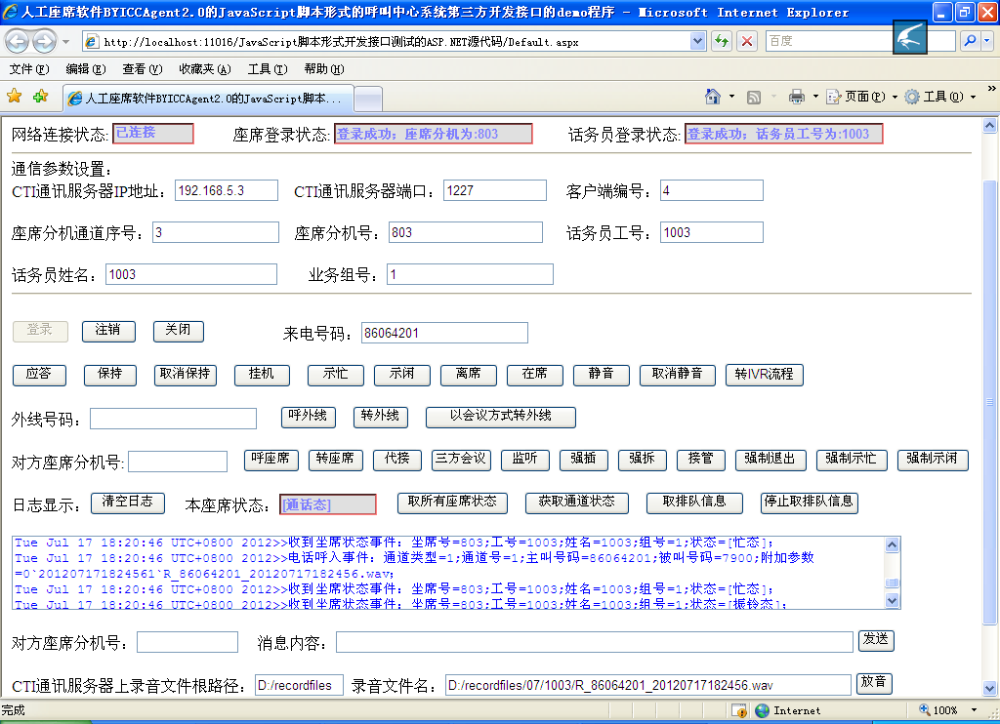 人工座席软件BYICCAgent2.0的JavaScript脚本形式的呼叫中心系统第三方开发接口的demo程序 - Microsoft Internet Explorer
http://localhost:11016/JavaScript脚本形式开发接口测试的ASP.NET源代码/Default.aspx 百度
文件(F) 编辑(E) 查看(V) 收藏夹(A) 工具(T) 帮助(H)
人工座席软件BYICCAgent2.0的JavaScript脚本... 页面(P) 工具(O)
网络连接状态: 已连接 座席登录状态: 登录成功；座席分机为:803 话务员登录状态: 登录成功；话务员工号为:1003
通信参数设置：
CTI通讯服务器IP地址： 192.168.5.3 CTI通讯服务器端口： 1227 客户端编号： 4
座席分机通道序号： 3 座席分机号： 803 话务员工号： 1003
话务员姓名： 1003 业务组号： 1
登录 注销 关闭 来电号码： 86064201
应答 保持 取消保持 挂机 示忙 示闲 离席 在席 静音 取消静音 转IVR流程
外线号码： 呼外线 转外线 以会议方式转外线
对方座席分机号: 呼座席 转座席 代接 三方会议 监听 强插 强拆 接管 强制退出 强制示忙 强制示闲
日志显示： 清空日志 本座席状态： [通话态] 取所有座席状态 获取通道状态 取排队信息 停止取排队信息
Tue Jul 17 18:20:46 UTC+0800 2012>>收到坐席状态事件：坐席号=803;工号=1003;姓名=1003;组号=1;状态=[忙态];
Tue Jul 17 18:20:46 UTC+0800 2012>>电话呼入事件：通道类型=1;通道号=1;主叫号码=86064201;被叫号码=7900;附加参数
=0`201207171824561`R_86064201_20120717182456.wav;
Tue Jul 17 18:20:46 UTC+0800 2012>>收到坐席状态事件：坐席号=803;工号=1003;姓名=1003;组号=1;状态=[忙态];
Tue Jul 17 18:20:46 UTC+0800 2012>>收到坐席状态事件：坐席号=803;工号=1003;姓名=1003;组号=1;状态=[振铃态];
对方座席分机号： 消息内容： 发送
CTI通讯服务器上录音文件根路径： D:/recordfiles 录音文件名： D:/recordfiles/07/1003/R_86064201_20120717182456.wav 放音
完成 Internet 100%